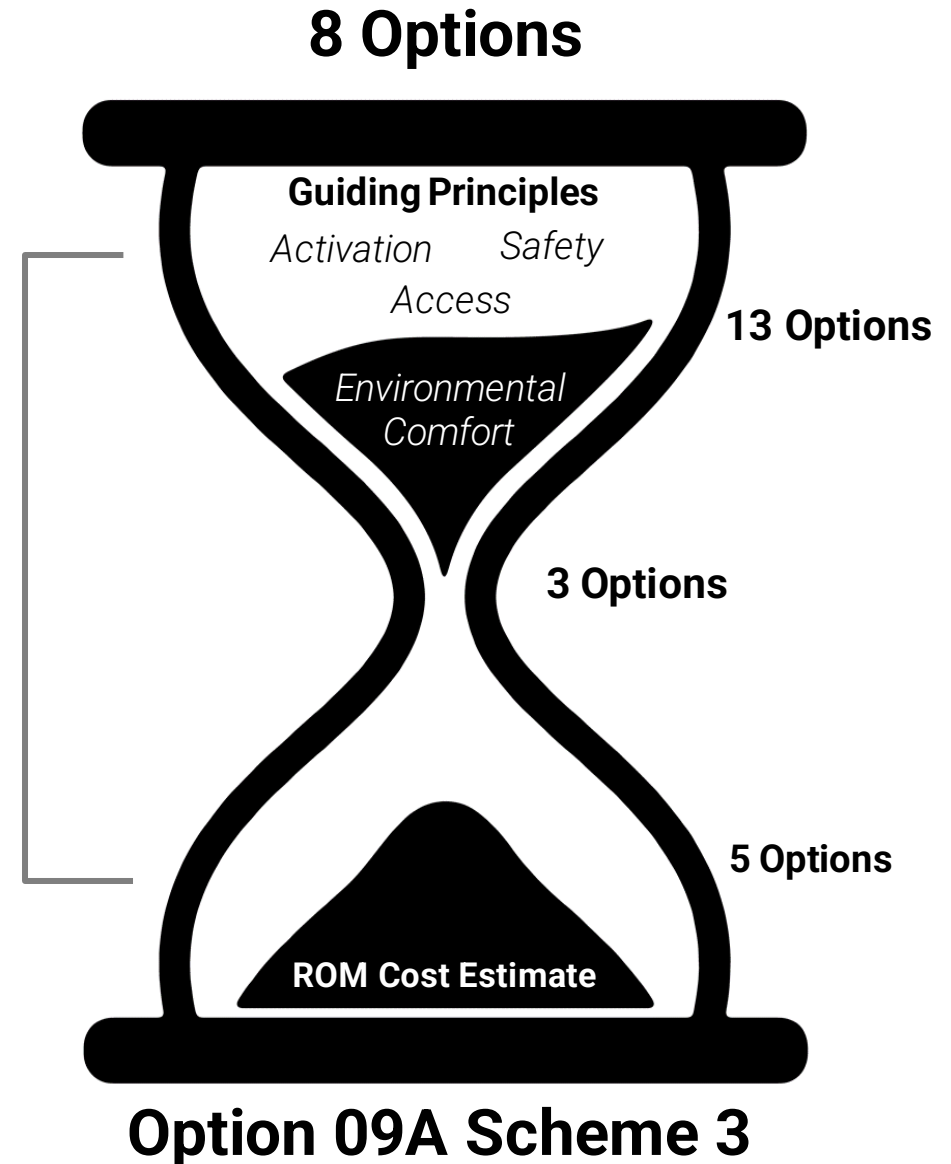 8 Options
Guiding Principles
Activation Safety
Access
13 Options
Environmental
Comfort
3 Options
5 Options
ROM Cost Estimate
Option 09A Scheme 3